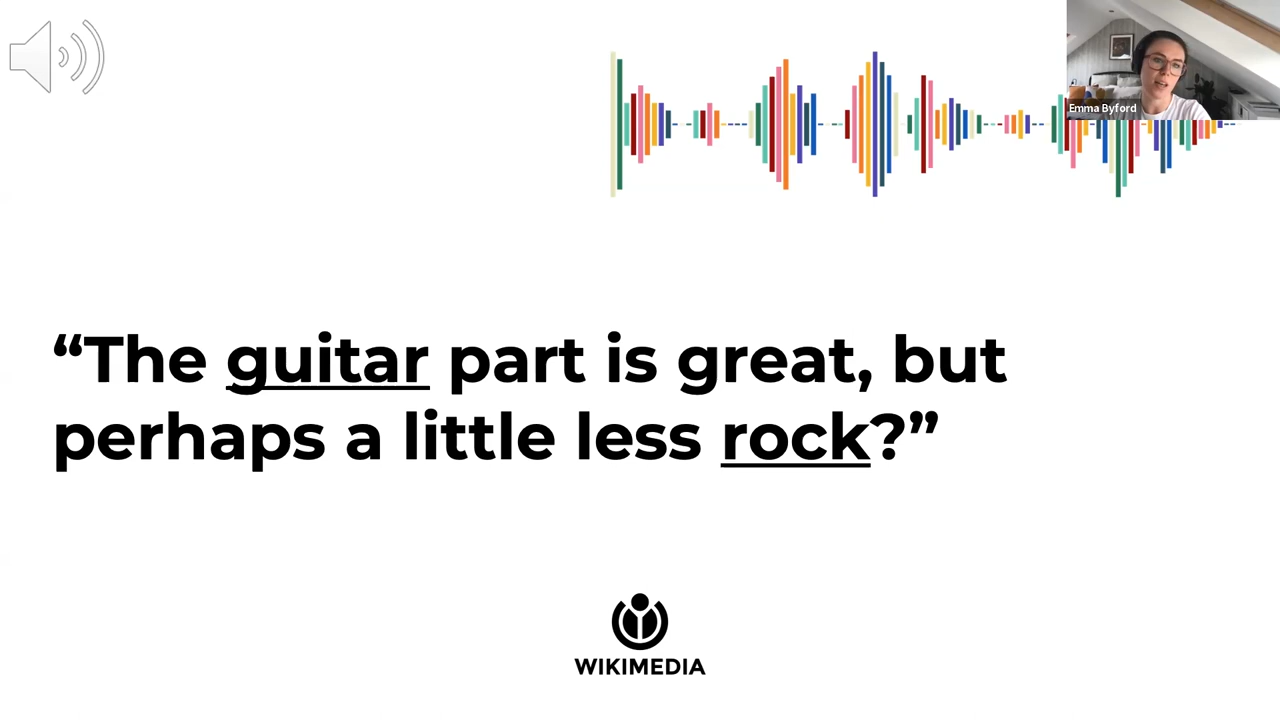 Emma Byford
“The guitar part is great, but
perhaps a little less rock?”
WIKIMEDIA